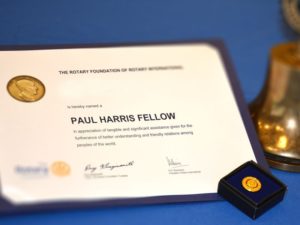 THE ROTARY FOUNDATION OF ROTARY INTERNATIONAL
is hereby named a
PAUL HARRIS FELLOW
in appreciation of tangible and significant assistance given for the
furtherance of better understanding and friendly relations among
peoples of the world.
Rotary